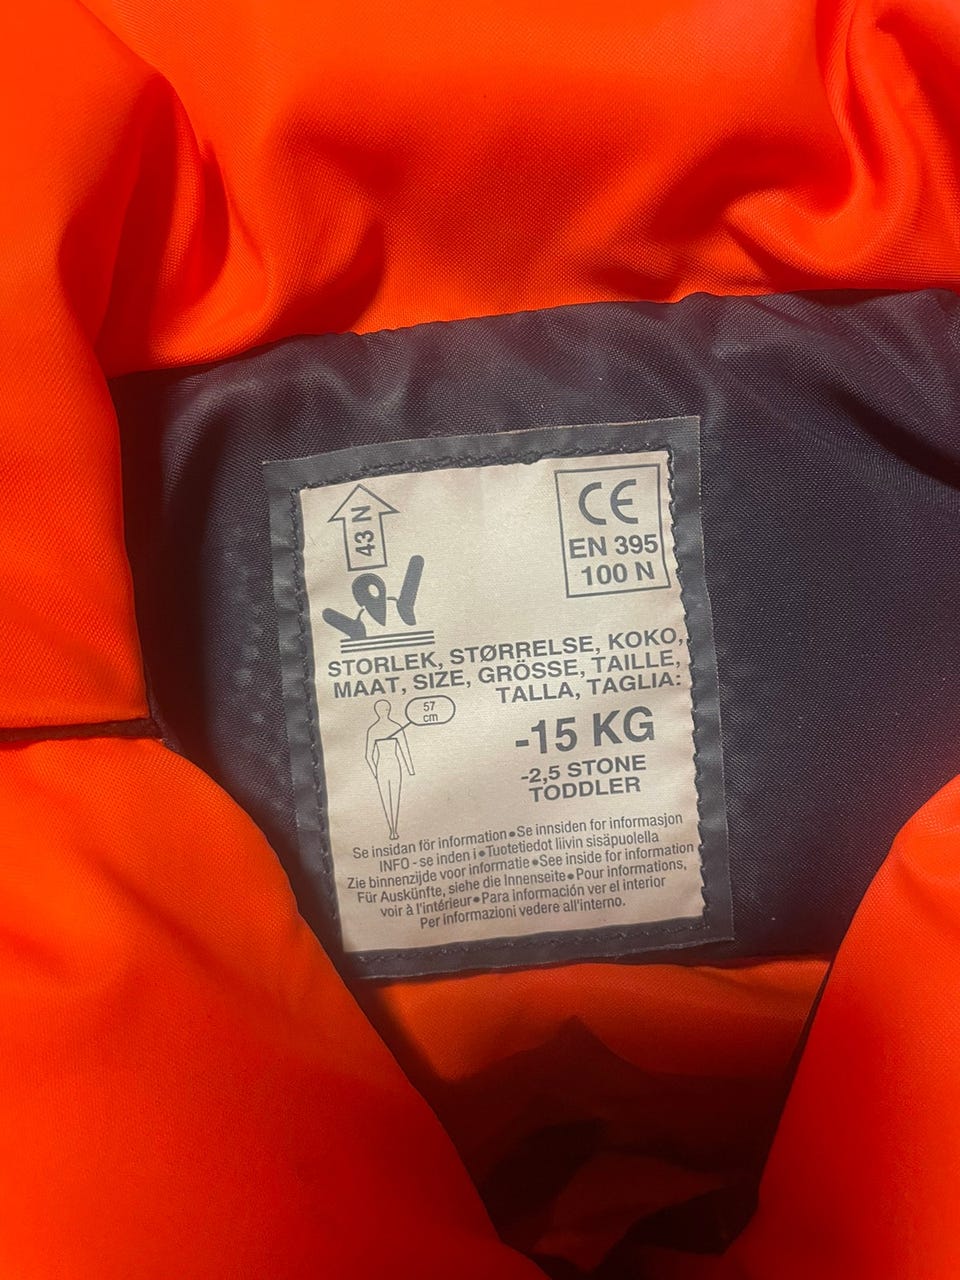 43 N
CE
EN 395
100 N
STORLEK, STØRRELSE, KOKO,
MAAT, SIZE, GRÖSSE, TAILLE,
TALLA, TAGLIA:
57
cm
-15 KG
-2,5 STONE
TODDLER
Se insidan för information ● Se innsiden for informasjon
INFO - se inden i ● Tuotetiedot liivin sisäpuolella
Zie binnenzijde voor informatie ● See inside for information
Für Auskünfte, siehe die Innenseite ● Pour informations,
voir à l'intérieur ● Para información ver el interior
Per informazioni vedere all'interno.